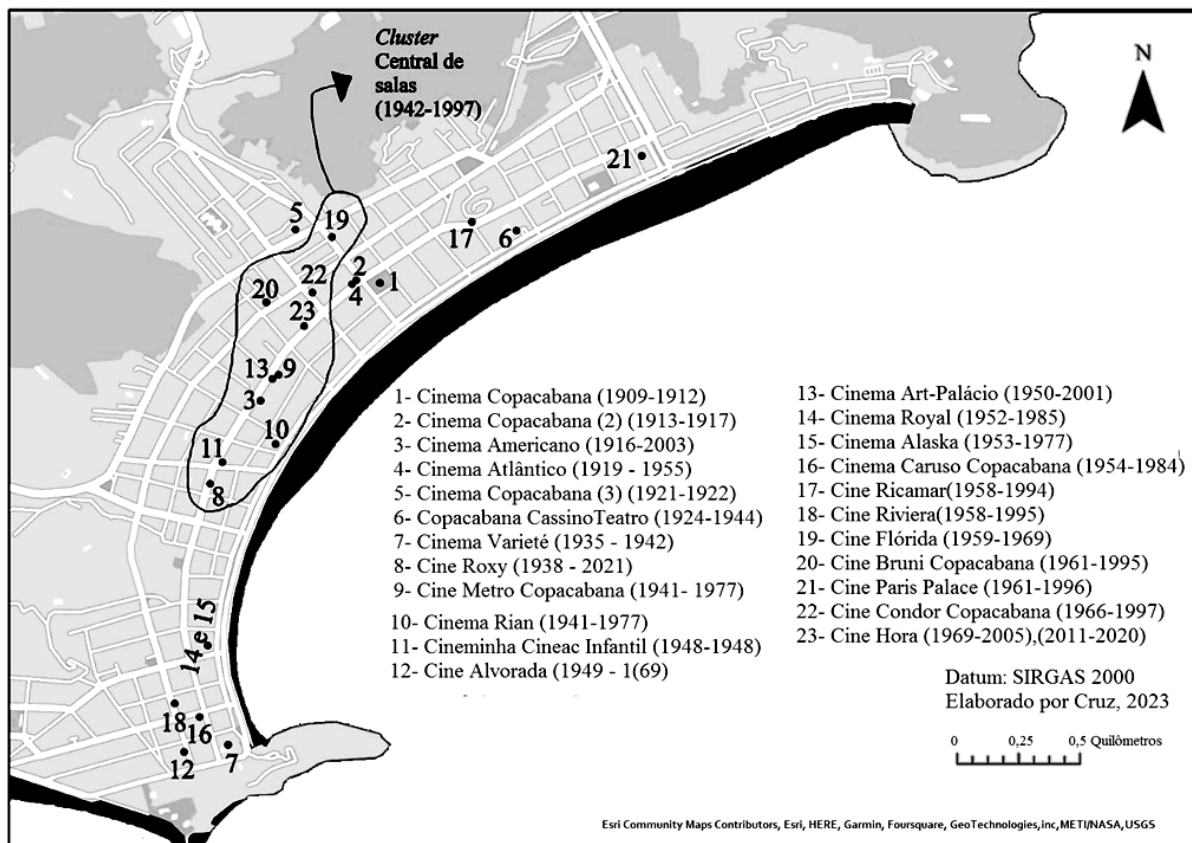 Cluster
Central de
salas
(1942-1997)
N
21
5
19
17
6
2
1
4
22
20
23
13
9
3
10
11
8
14 e 15
18
16
12
7
1- Cinema Copacabana (1909-1912)
2- Cinema Copacabana (2) (1913-1917)
3- Cinema Americano (1916-2003)
4- Cinema Atlântico (1919 - 1955)
5- Cinema Copacabana (3) (1921-1922)
6- Copacabana CassinoTeatro (1924-1944)
7- Cinema Varieté (1935 - 1942)
8- Cine Roxy (1938 - 2021)
9- Cine Metro Copacabana (1941- 1977)
10- Cinema Rian (1941-1977)
11- Cineminha Cineac Infantil (1948-1948)
12- Cine Alvorada (1949 - 1(69)
13- Cinema Art-Palácio (1950-2001)
14- Cinema Royal (1952-1985)
15- Cinema Alaska (1953-1977)
16- Cinema Caruso Copacabana (1954-1984)
17- Cine Ricamar(1958-1994)
18- Cine Riviera(1958-1995)
19- Cine Flórida (1959-1969)
20- Cine Bruni Copacabana (1961-1995)
21- Cine Paris Palace (1961-1996)
22- Cine Condor Copacabana (1966-1997)
23- Cine Hora (1969-2005),(2011-2020)
Datum: SIRGAS 2000
Elaborado por Cruz, 2023
0 0,25 0,5 Quilômetros
Esri Community Maps Contributors, Esri, HERE, Garmin, Foursquare, GeoTechnologies,inc,METI/NASA,USGS